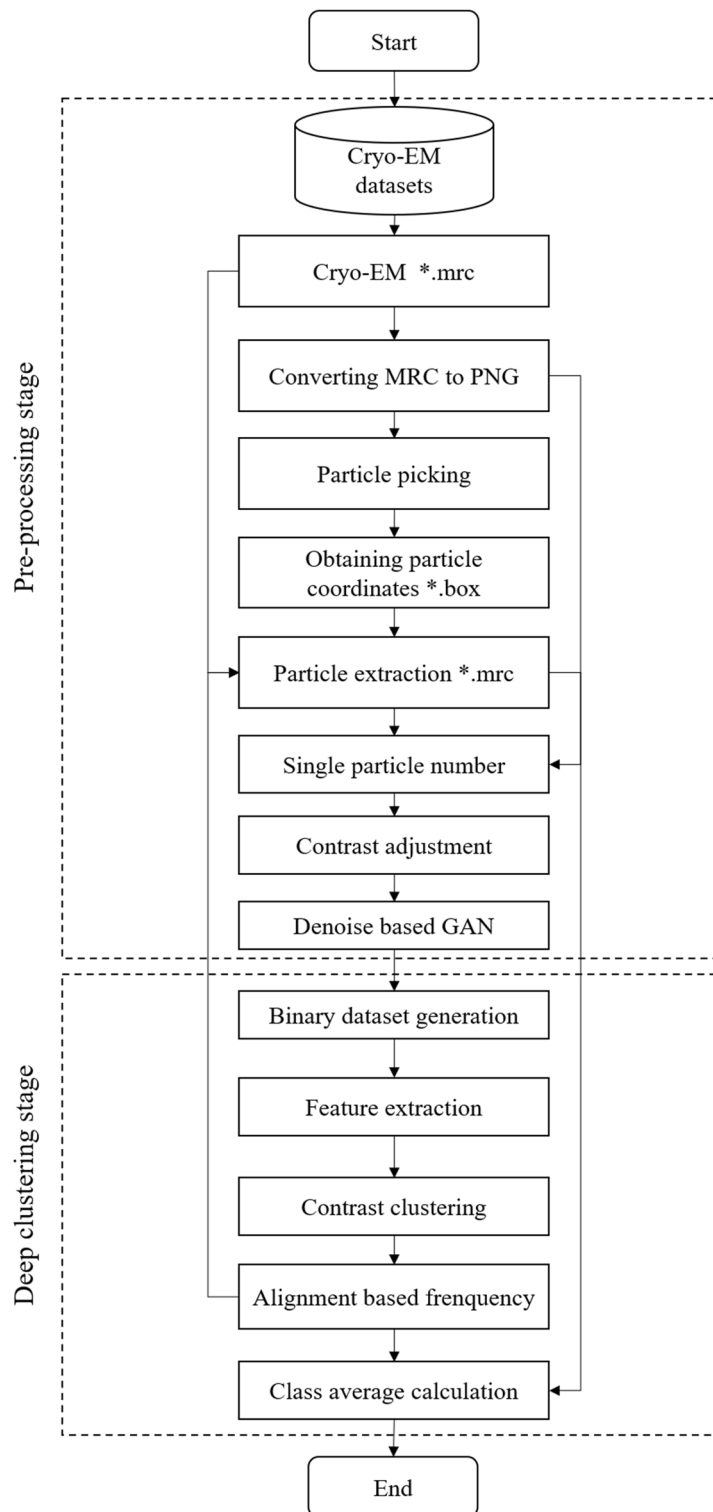 Start
Pre-processing stage
Cryo-EM
datasets
Cryo-EM *.mrc
Converting MRC to PNG
Particle picking
Obtaining particle
coordinates *.box
Particle extraction *.mrc
Single particle number
Contrast adjustment
Denoise based GAN
Deep clustering stage
Binary dataset generation
Feature extraction
Contrast clustering
Alignment based frenquency
Class average calculation
End